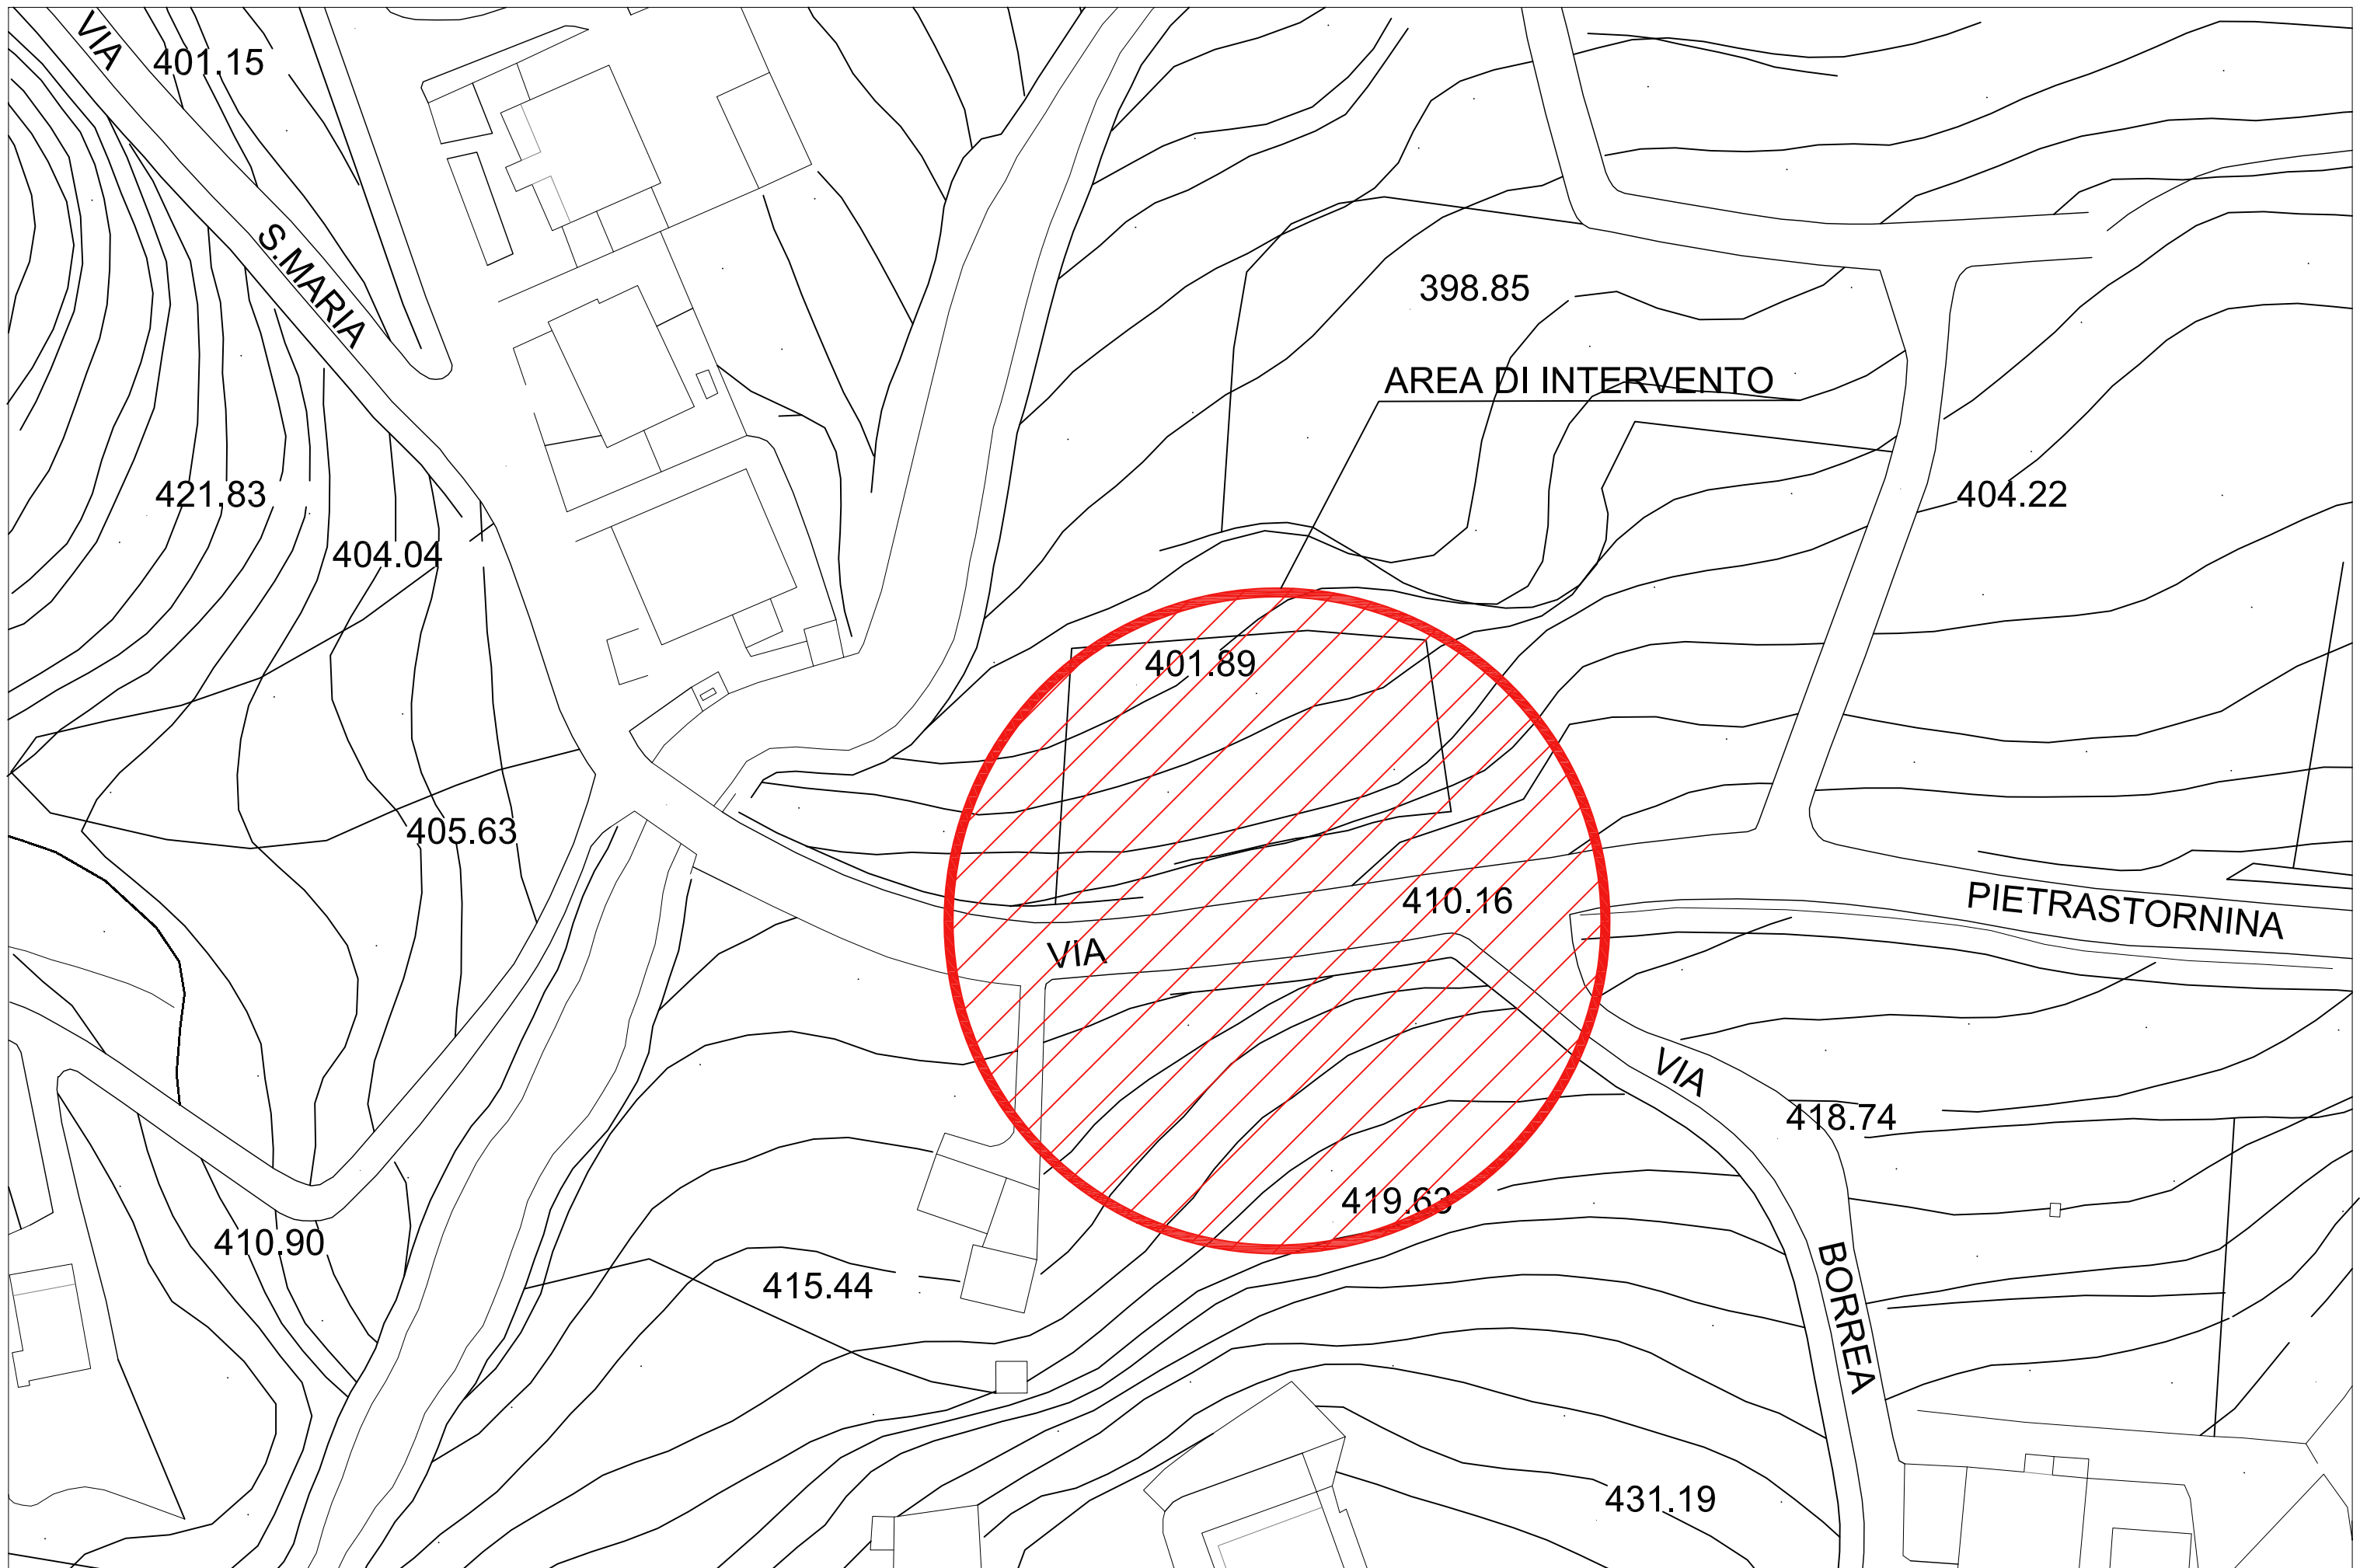 VIA
401.15
S.MARIA
398.85
AREA DI INTERVENTO
421.83
404.22
404.04
401.89
405.63
410.16
PIETRASTORNINA
VIA
VIA
418.74
419.63
410.90
415.44
BORREA
431.19